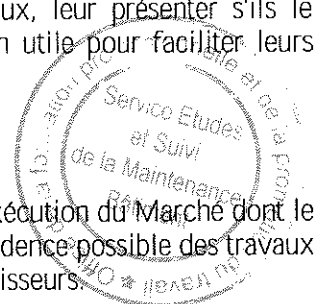 ux, leur présenter s'ils le
n utile pour faciliter leurs
Service Etudes
et Suivi
de la Maintenance
Bâtiment
xécution du Marché dont le
dence possible des travaux
isseurs.